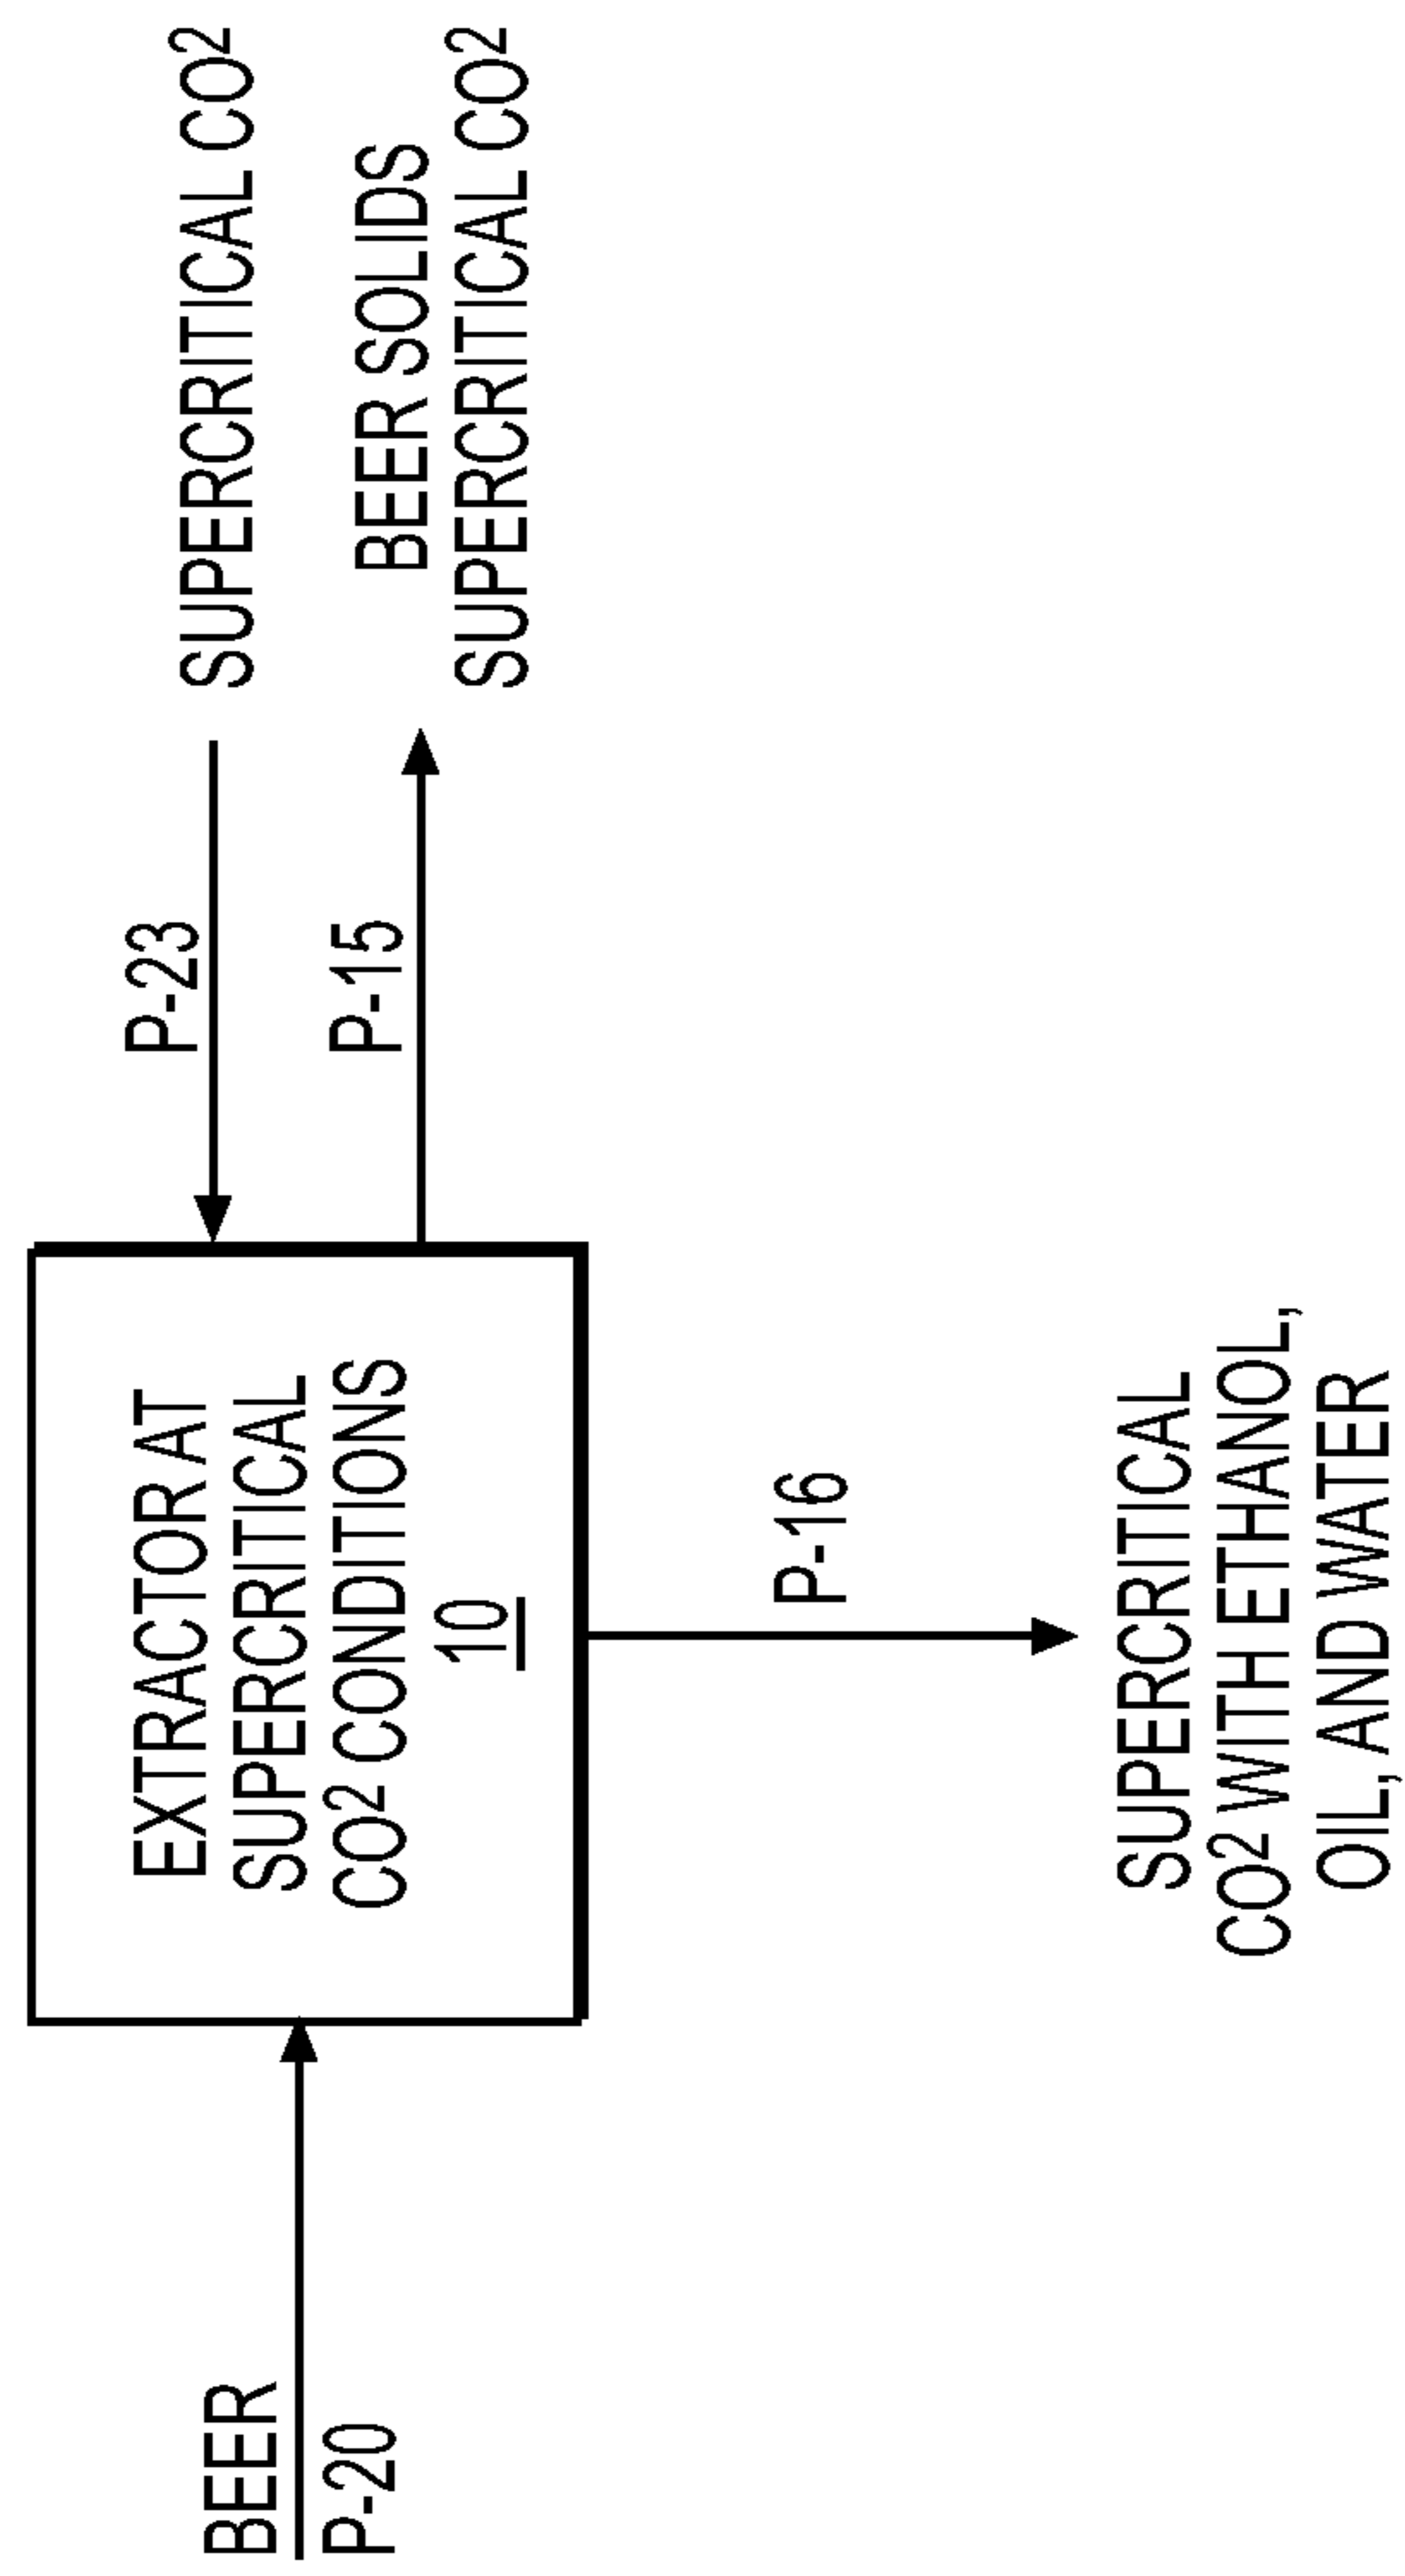 BEER
P-20
EXTRACTOR AT
SUPERCRITICAL
CO² CONDITIONS
10
P-23
SUPERCRITICAL CO²
P-15
BEER SOLIDS
SUPERCRITICAL CO²
P-16
SUPERCRITICAL
CO² WITH ETHANOL,
OIL, AND WATER